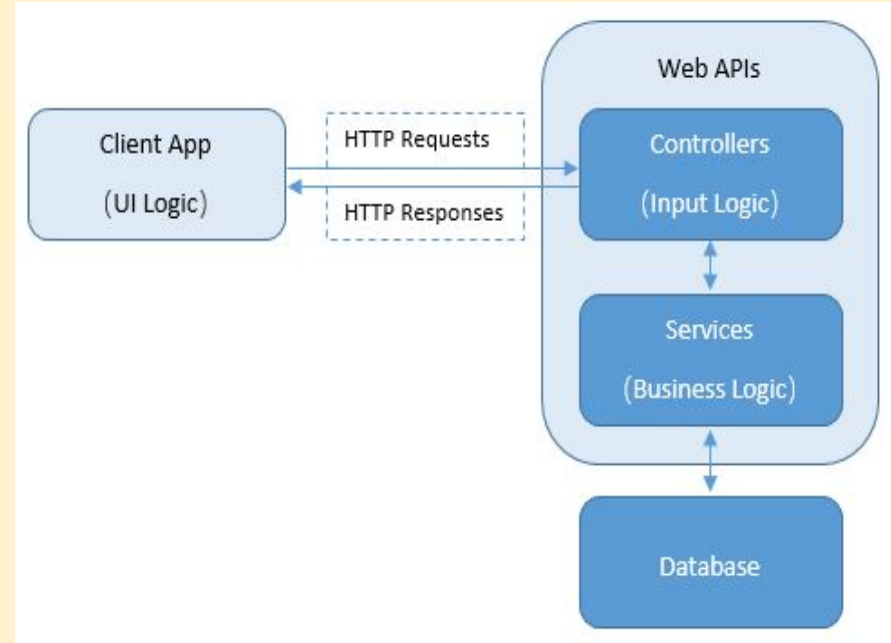 Web APIs
Client App
(UI Logic)
HTTP Requests
HTTP Responses
Controllers
(Input Logic)
Services
(Business Logic)
Database